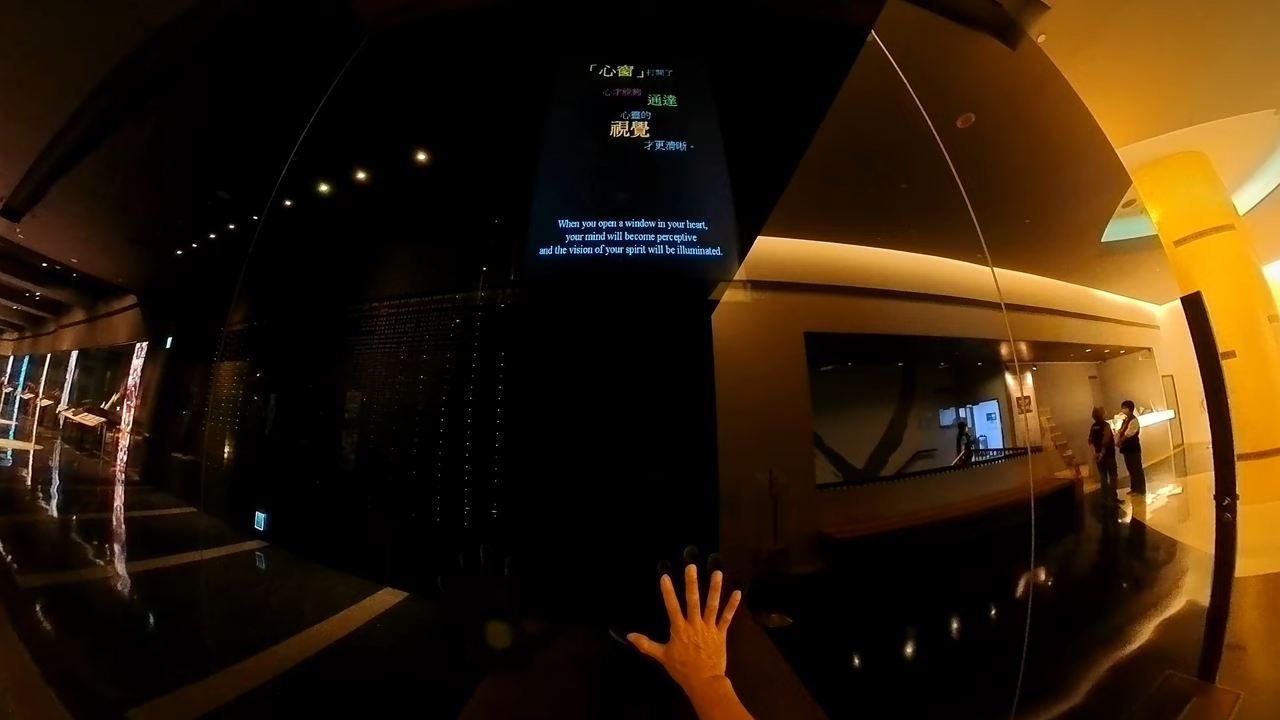 「心窗」打開了
心才能夠
通達
心靈的
視覺
才更清晰。
When you open a window in your heart,
your mind will become perceptive
and the vision of your spirit will be illuminated.